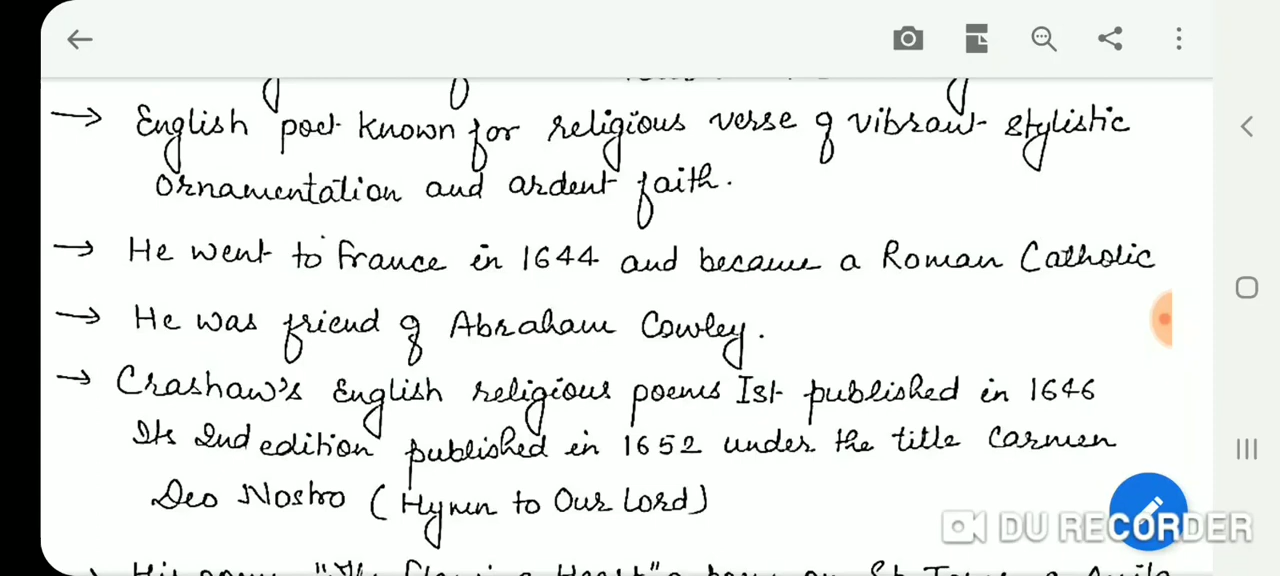 → English poet known for religious verse of vibrant stylistic
ornamentation and ardent faith.
→ He went to France in 1644 and became a Roman Catholic
→ He was friend of Abraham Cowley.
→ Crashaw's English religious poems Ist published in 1646
Its 2nd edition published in 1652 under the title Carmen
Deo Nostro (Hymn to Our Lord)
DU RECORDER